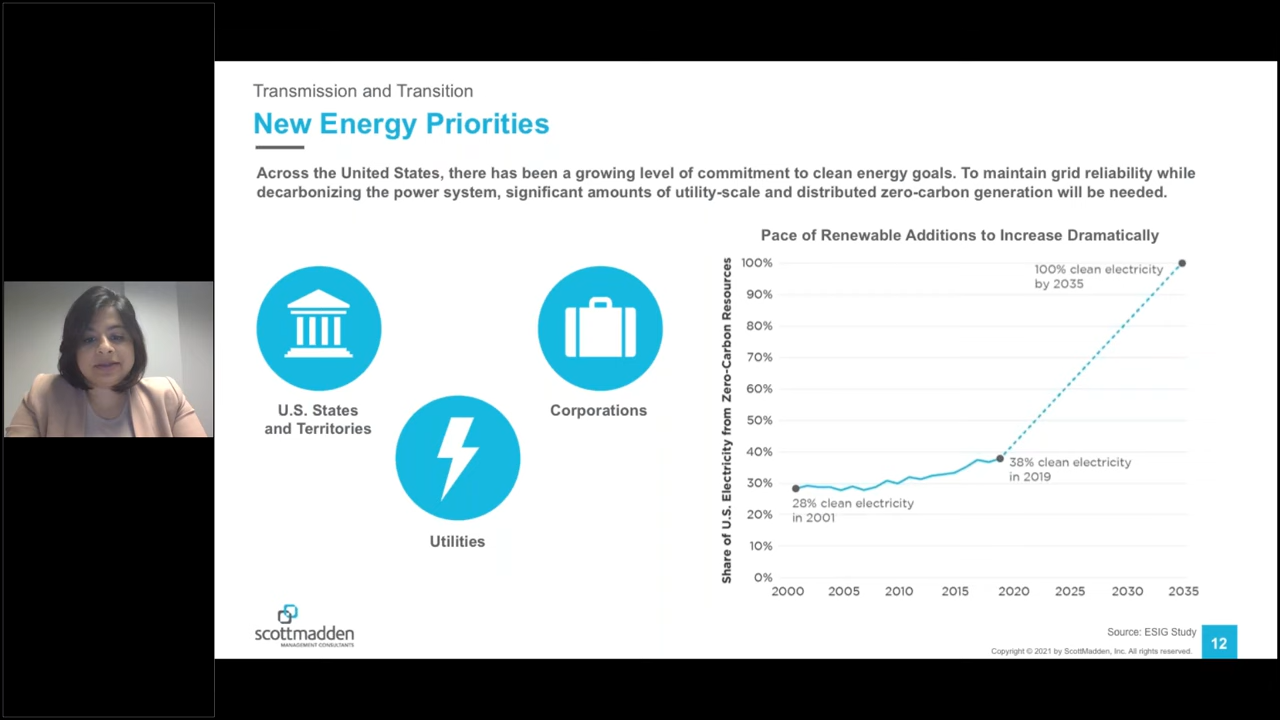 Transmission and Transition
New Energy Priorities
Across the United States, there has been a growing level of commitment to clean energy goals. To maintain grid reliability while
decarbonizing the power system, significant amounts of utility-scale and distributed zero-carbon generation will be needed.
U.S. States
and Territories
Utilities
Corporations
Pace of Renewable Additions to Increase Dramatically
Share of U.S. Electricity from Zero-Carbon Resources
100%
90%
80%
70%
60%
50%
40%
30%
20%
10%
0%
100% clean electricity
by 2035
38% clean electricity
in 2019
28% clean electricity
in 2001
2000 2005 2010 2015 2020 2025 2030 2035
scottmadden
MANAGEMENT CONSULTANTS
Source: ESIG Study
Copyright © 2021 by ScottMadden, Inc. All rights reserved.
12